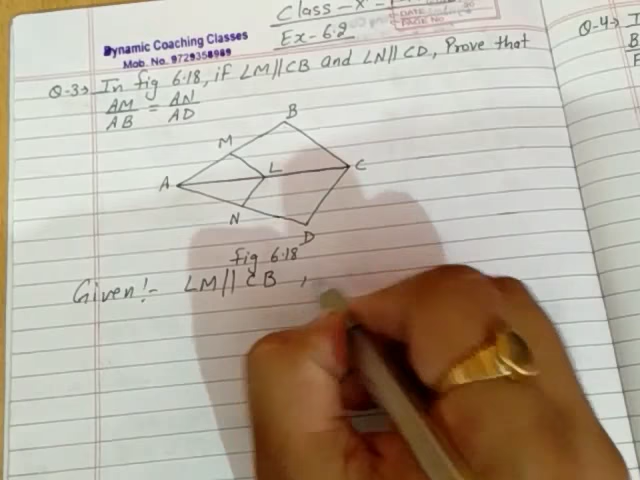 Class - X
Ex-6.2
Dynamic Coaching Classes
Mob. No. 9729358989
Q-3→ In fig 6.18, if LM||CB and LN||CD, Prove that
AM/AB = AN/AD
A
M
B
L
C
N
D
fig 6.18
Given!- LM||CB ,
Q-4→